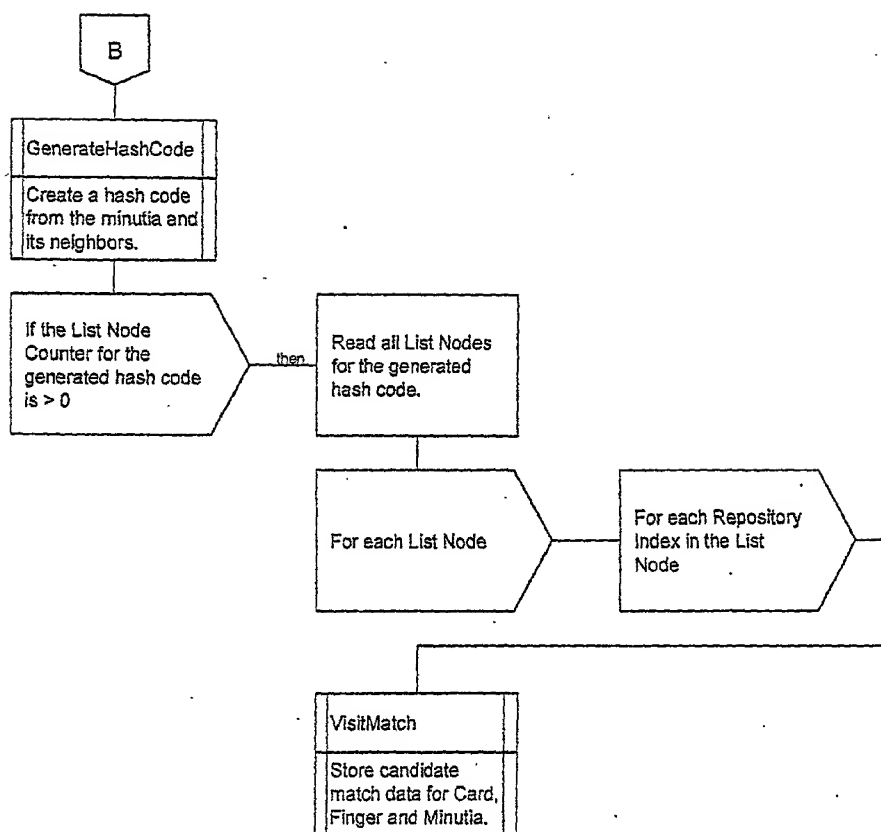 B
GenerateHashCode
Create a hash code
from the minutia and
its neighbors.
If the List Node
Counter for the
generated hash code
is > 0
then
Read all List Nodes
for the generated
hash code.
For each List Node
For each Repository
Index in the List
Node
VisitMatch
Store candidate
match data for Card,
Finger and Minutia.